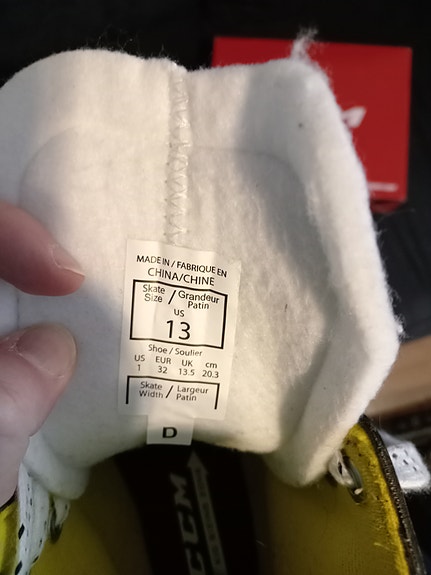 MADE IN / FABRIQUE EN
CHINA/CHINE
Skate Size / Grandeur Patin
US
13
Shoe / Soulier
US EUR UK cm
1 32 13.5 20.3
Skate Width / Largeur Patin
D
CCM